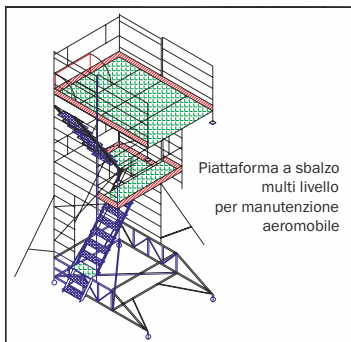 Piattaforma a sbalzo
multi livello
per manutenzione
aeromobile